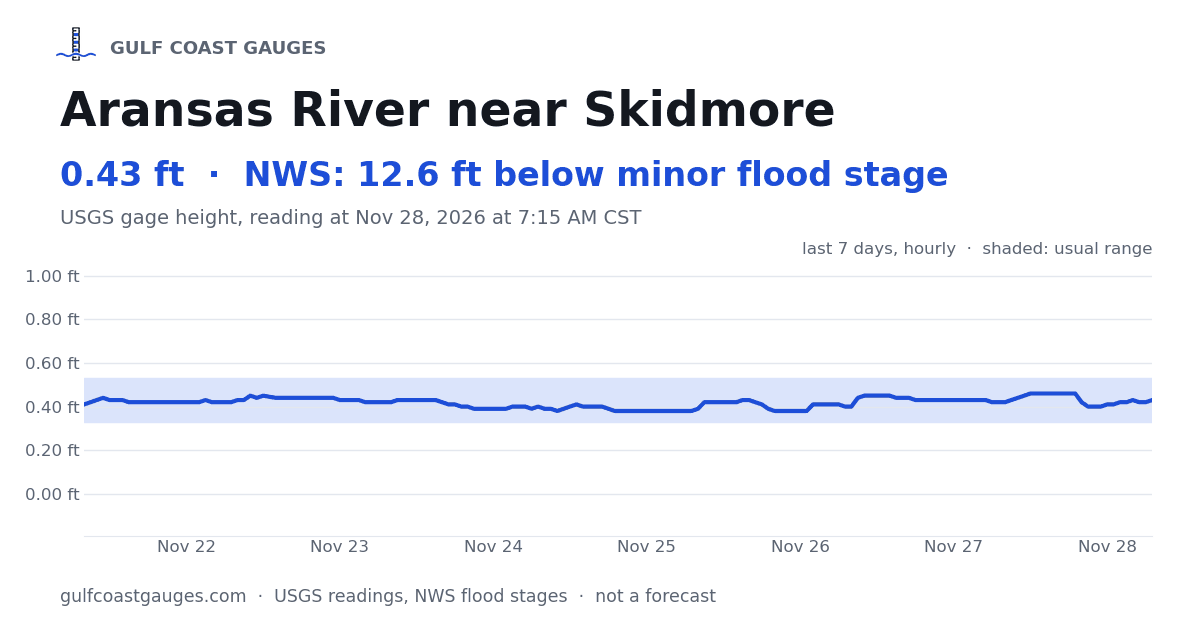 GULF COAST GAUGES
Aransas River near Skidmore
0.43 ft · NWS: 12.6 ft below minor flood stage
USGS gage height, reading at Nov 28, 2026 at 7:15 AM CST
last 7 days, hourly · shaded: usual range
1.00 ft
0.80 ft
0.60 ft
0.40 ft
0.20 ft
0.00 ft
Nov 22 Nov 23 Nov 24 Nov 25 Nov 26 Nov 27 Nov 28
gulfcoastgauges.com · USGS readings, NWS flood stages · not a forecast